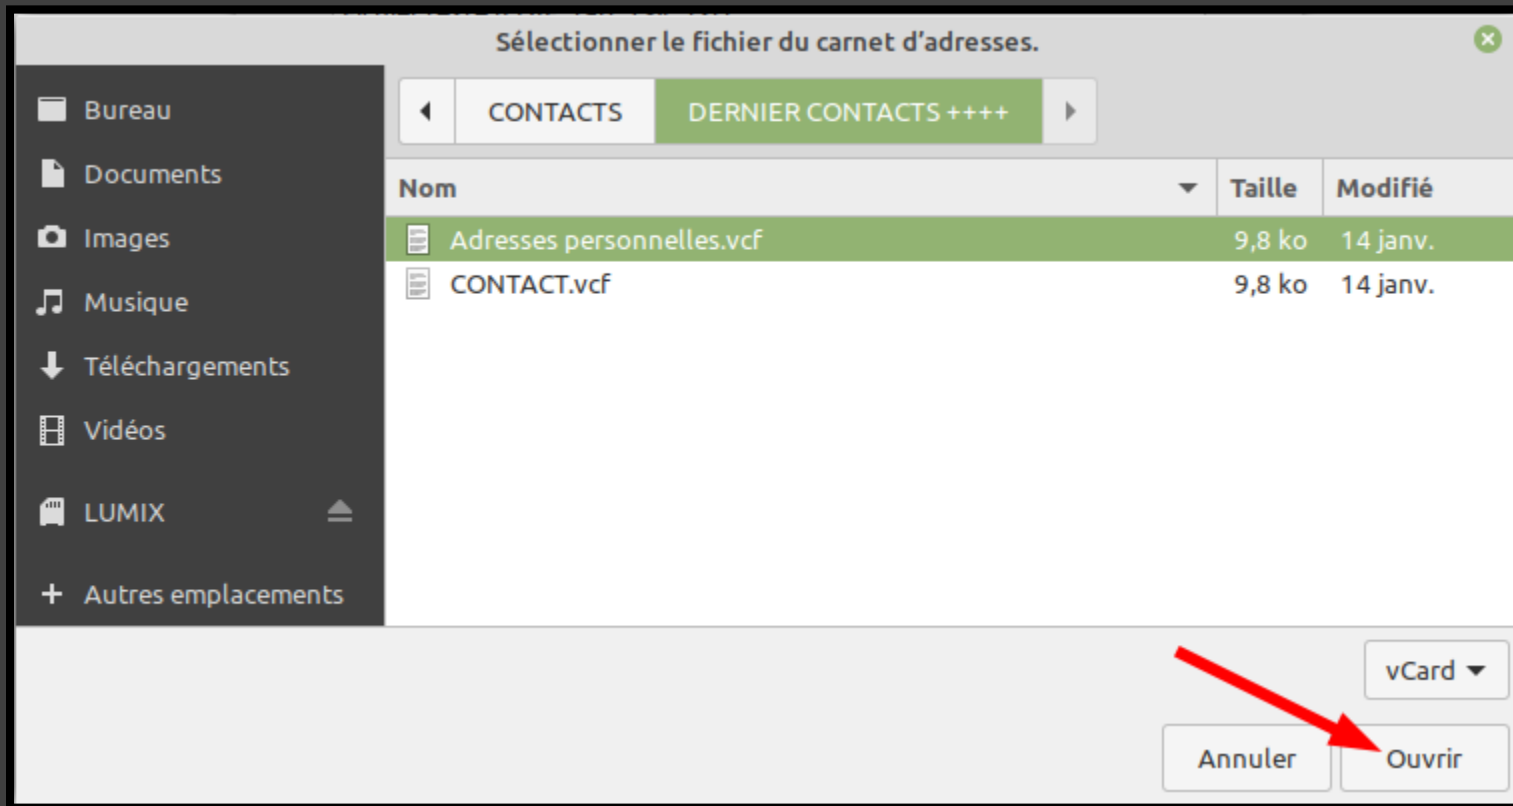 Sélectionner le fichier du carnet d'adresses.
Bureau
Documents
Images
Musique
Téléchargements
Vidéos
LUMIX
Autres emplacements
CONTACTS DERNIER CONTACTS ++++
Nom Taille Modifié
Adresses personnelles.vcf 9,8 ko 14 janv.
CONTACT.vcf 9,8 ko 14 janv.
vCard
Annuler Ouvrir